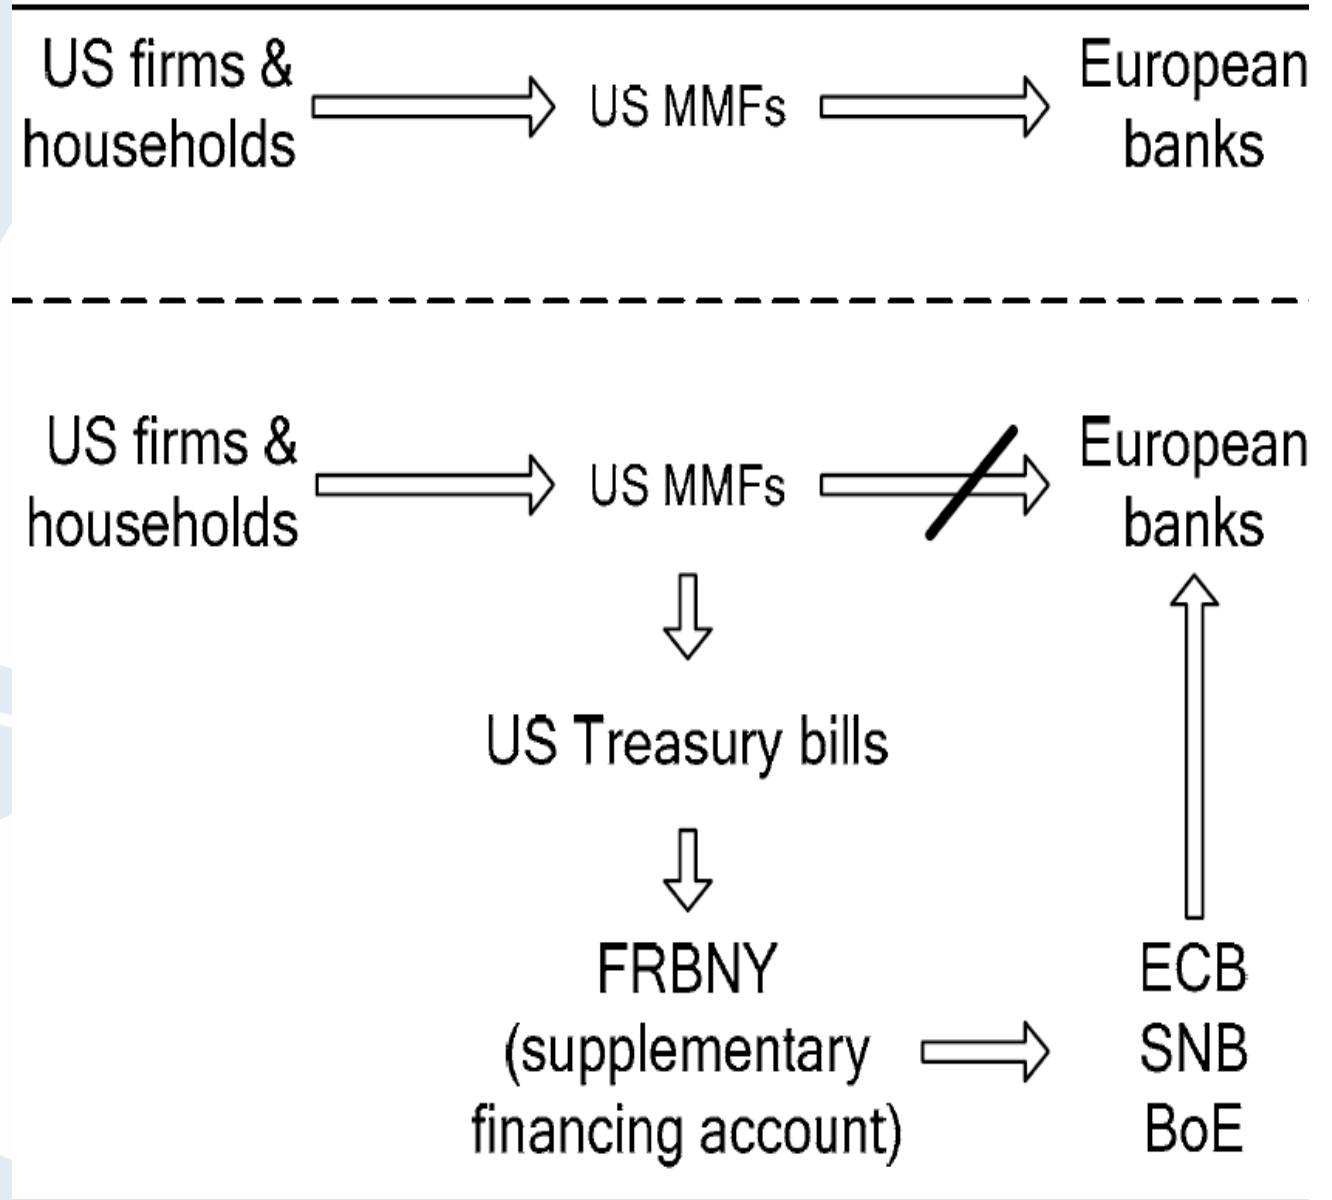 US firms &
households
US MMFs
European
banks
US firms &
households
US MMFs
European
banks
US Treasury bills
FRBNY
(supplementary
financing account)
ECB
SNB
BoE